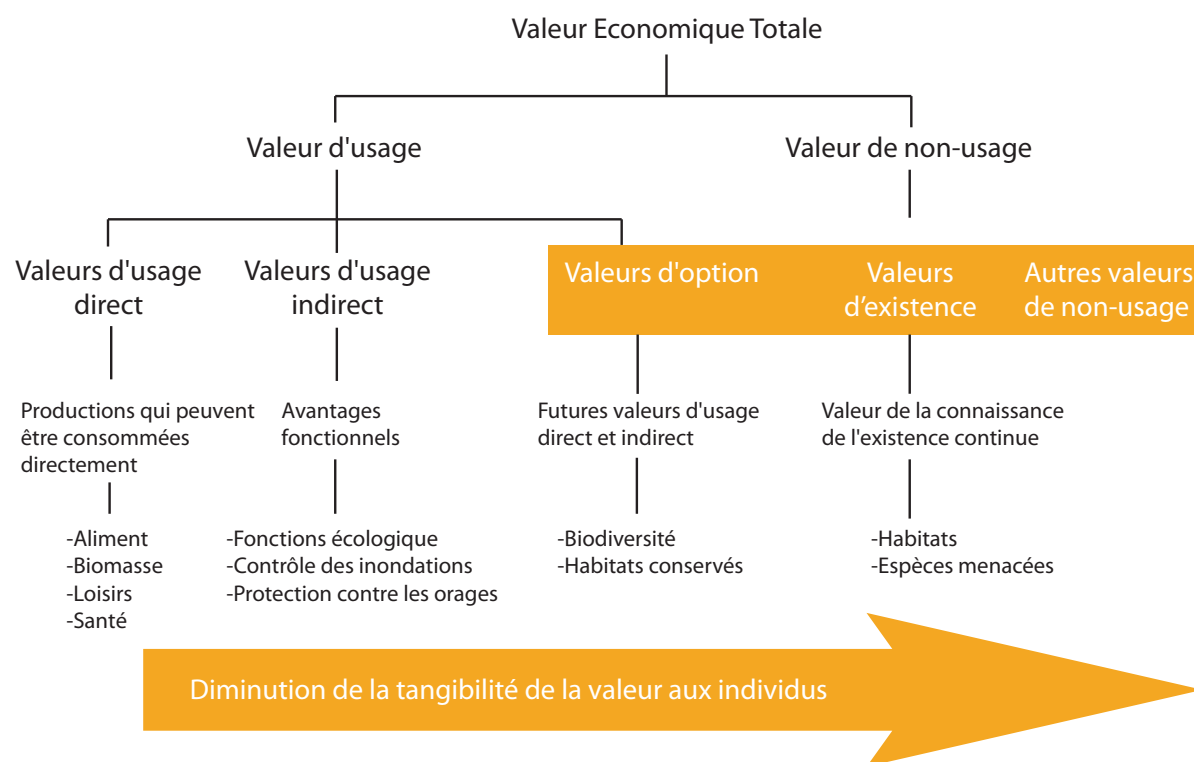 Valeur Economique Totale
Valeur d'usage
Valeur de non-usage
Valeurs d'usage
direct
Valeurs d'usage
indirect
Valeurs d'option
Valeurs
d’existence
Autres valeurs
de non-usage
Productions qui peuvent
être consommées
directement
Avantages
fonctionnels
Futures valeurs d'usage
direct et indirect
Valeur de la connaissance
de l'existence continue
-Aliment
-Biomasse
-Loisirs
-Santé
-Fonctions écologique
-Contrôle des inondations
-Protection contre les orages
-Biodiversité
-Habitats conservés
-Habitats
-Espèces menacées
Diminution de la tangibilité de la valeur aux individus